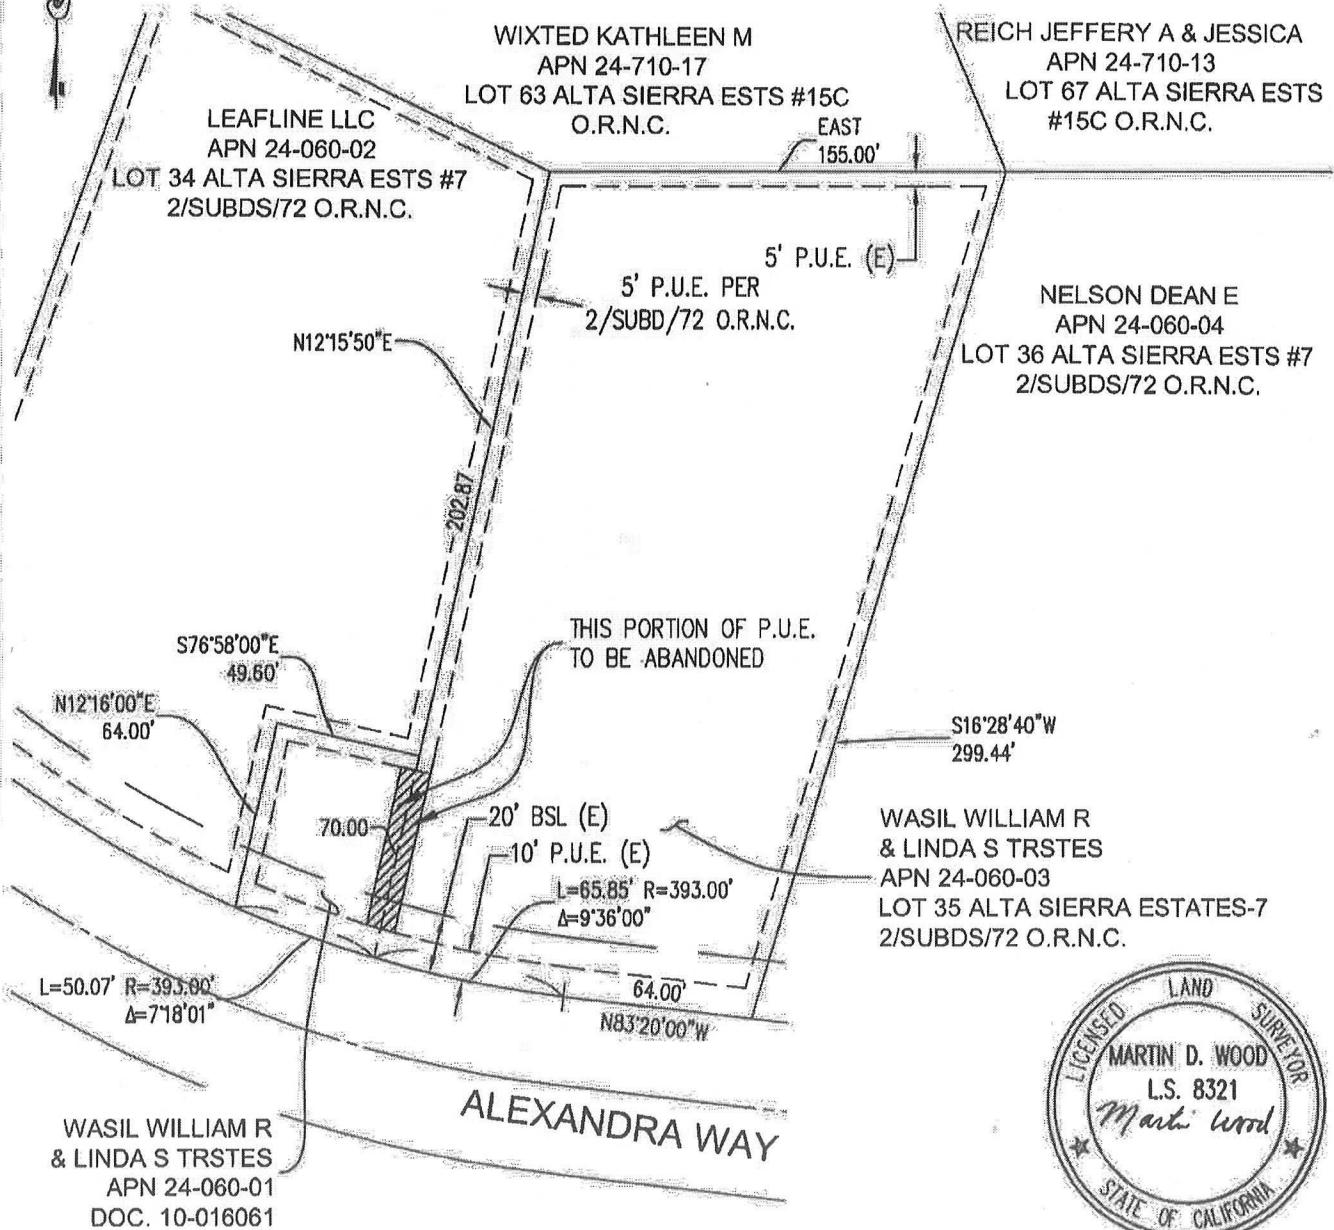 WIXTED KATHLEEN M
APN 24-710-17
LOT 63 ALTA SIERRA ESTS #15C
O.R.N.C.
REICH JEFFERY A & JESSICA
APN 24-710-13
LOT 67 ALTA SIERRA ESTS
#15C O.R.N.C.
LEAFLINE LLC
APN 24-060-02
LOT 34 ALTA SIERRA ESTS #7
2/SUBDS/72 O.R.N.C.
EAST
155.00'
5' P.U.E. (E)
5' P.U.E. PER
2/SUBD/72 O.R.N.C.
NELSON DEAN E
APN 24-060-04
LOT 36 ALTA SIERRA ESTS #7
2/SUBDS/72 O.R.N.C.
N12°15'50"E
202.87
THIS PORTION OF P.U.E.
TO BE ABANDONED
S76°58'00"E
49.60'
N12°16'00"E
64.00'
S16°28'40"W
299.44'
70.00
20' BSL (E)
10' P.U.E. (E)
L=65.85' R=393.00'
Δ=9°36'00"
WASIL WILLIAM R
& LINDA S TRSTES
APN 24-060-03
LOT 35 ALTA SIERRA ESTATES-7
2/SUBDS/72 O.R.N.C.
L=50.07' R=393.00'
Δ=7°18'01"
64.00'
N83°20'00"W
ALEXANDRA WAY
WASIL WILLIAM R
& LINDA S TRSTES
APN 24-060-01
DOC. 10-016061
LICENSED LAND SURVEYOR
MARTIN D. WOOD
L.S. 8321
Martin Wood
STATE OF CALIFORNIA